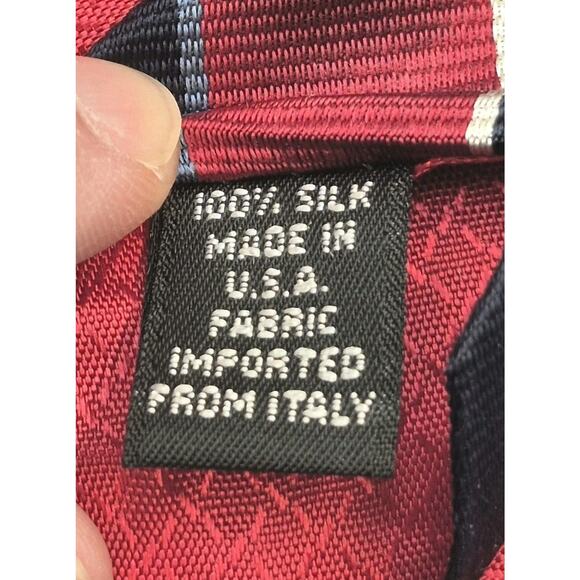 100% SILK
MADE IN
U.S.A.
FABRIC
IMPORTED
FROM ITALY